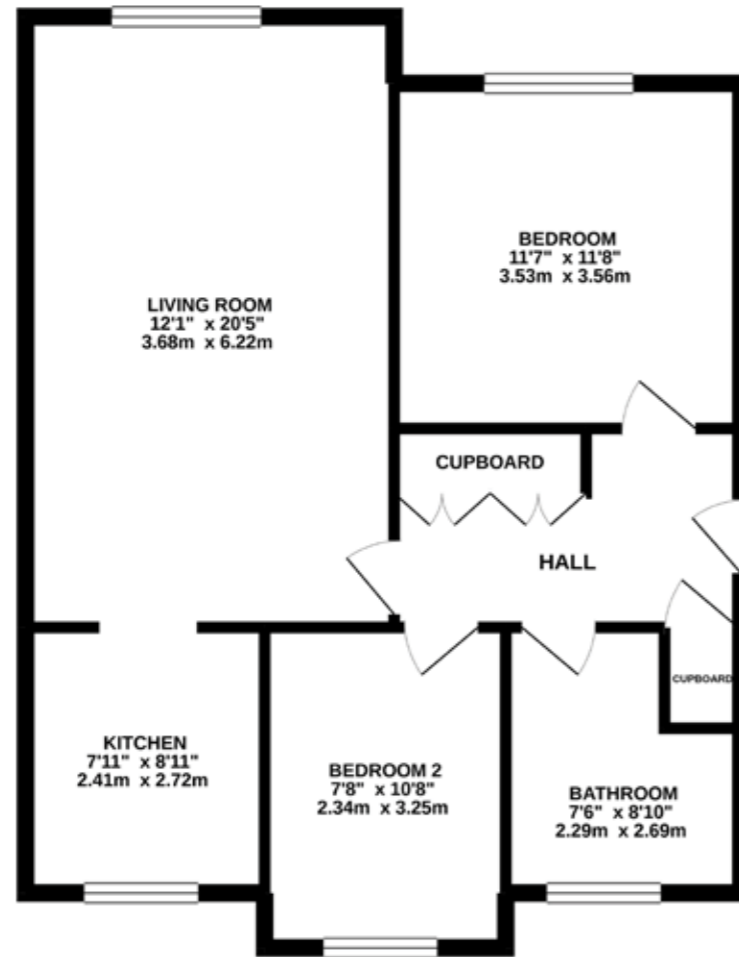 LIVING ROOM
12'1" x 20'5"
3.68m x 6.22m
BEDROOM
11'7" x 11'8"
3.53m x 3.56m
CUPBOARD
HALL
CUPBOARD
KITCHEN
7'11" x 8'11"
2.41m x 2.72m
BEDROOM 2
7'8" x 10'8"
2.34m x 3.25m
BATHROOM
7'6" x 8'10"
2.29m x 2.69m